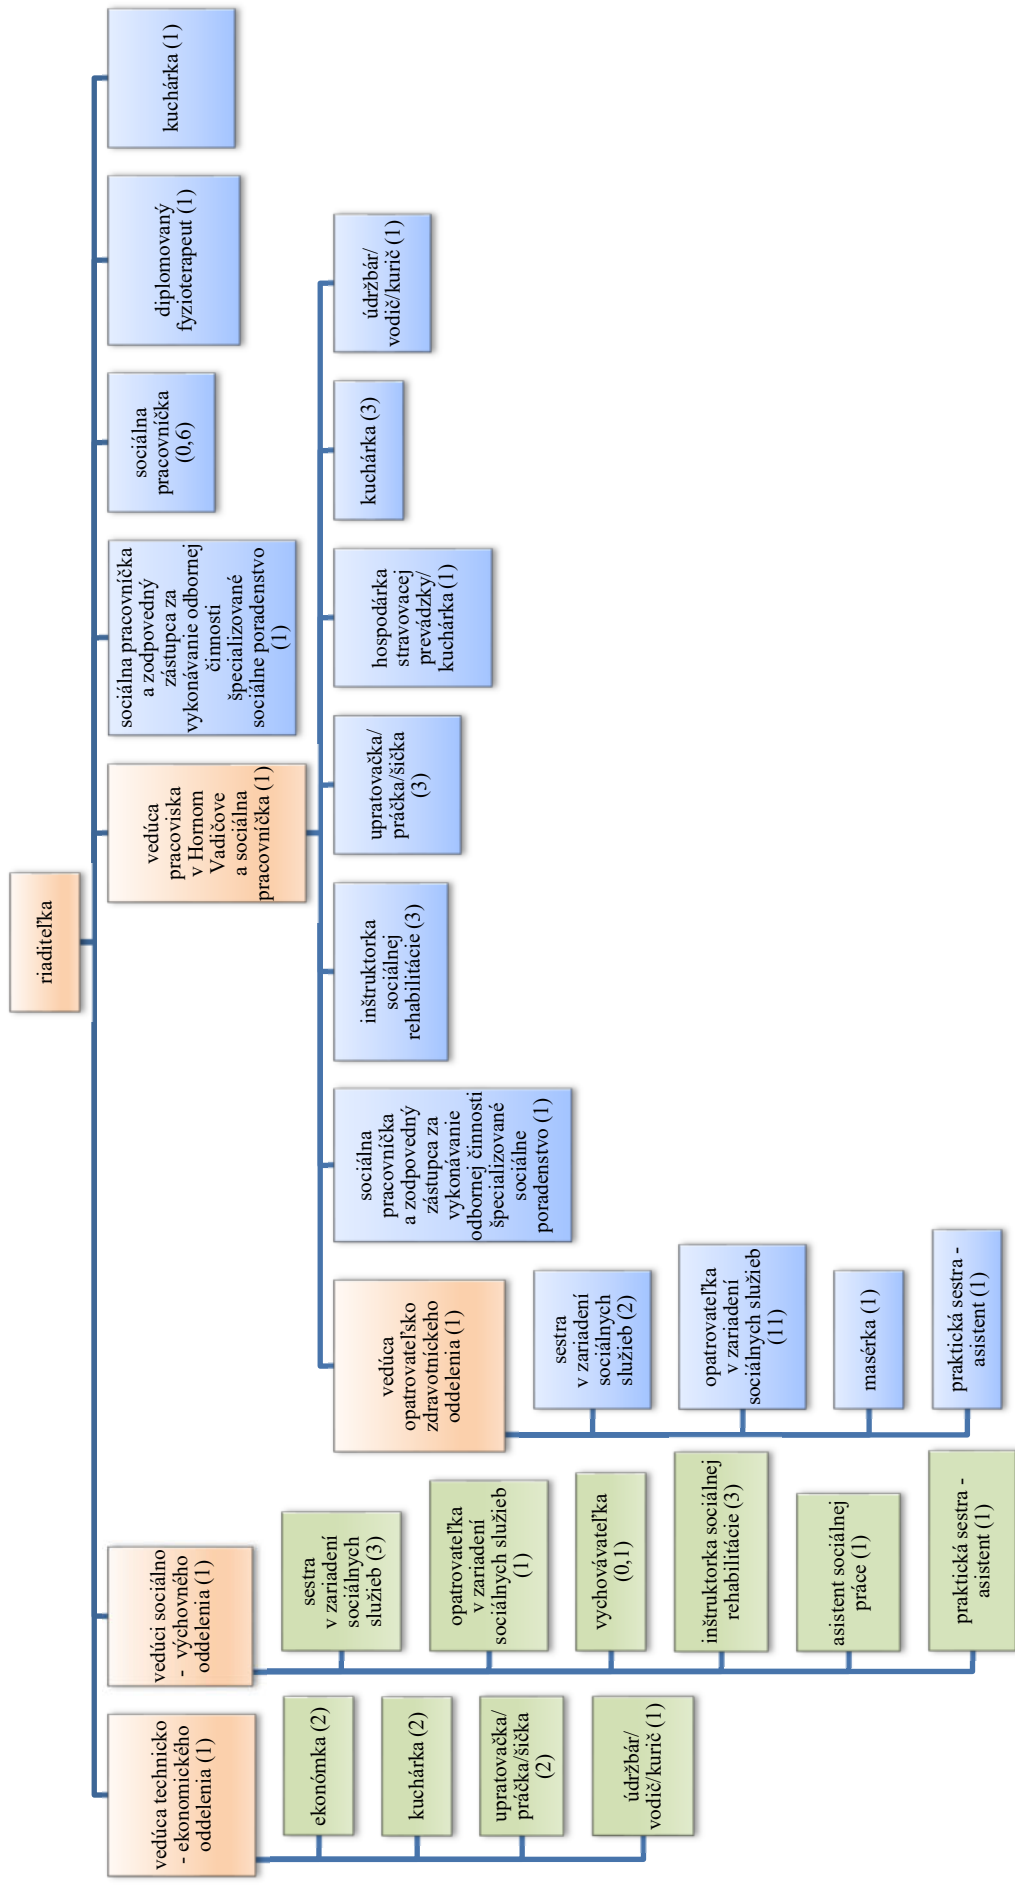 riaditeľka
vedúca technicko
- ekonomického
oddelenia (1)
ekonómka (2)
kuchárka (2)
upratovačka/
práčka/šička
(2)
údržbár/
vodič/kurič (1)
vedúci sociálno
- výchovného
oddelenia (1)
sestra
v zariadení
sociálnych
služieb (3)
opatrovateľka
v zariadení
sociálnych služieb
(1)
vychovávateľka
(0,1)
inštruktorka sociálnej
rehabilitácie (3)
asistent sociálnej
práce (1)
praktická sestra -
asistent (1)
vedúca
pracoviska
v Hornom
Vadičove
a sociálna
pracovníčka (1)
vedúca
opatrovateľsko
zdravotníckeho
oddelenia (1)
sestra
v zariadení
sociálnych
služieb (2)
opatrovateľka
v zariadení
sociálnych služieb
(11)
masérka (1)
praktická sestra -
asistent (1)
sociálna
pracovníčka
a zodpovedný
zástupca za
vykonávanie
odbornej činnosti
špecializované
sociálne
poradenstvo (1)
inštruktorka
sociálnej
rehabilitácie (3)
upratovačka/
práčka/šička
(3)
hospodárka
stravovacej
prevádzky/
kuchárka (1)
kuchárka (3)
údržbár/
vodič/kurič (1)
sociálna pracovníčka
a zodpovedný
zástupca za
vykonávanie odbornej
činnosti
špecializované
sociálne poradenstvo
(1)
sociálna
pracovníčka
(0,6)
diplomovaný
fyzioterapeut (1)
kuchárka (1)